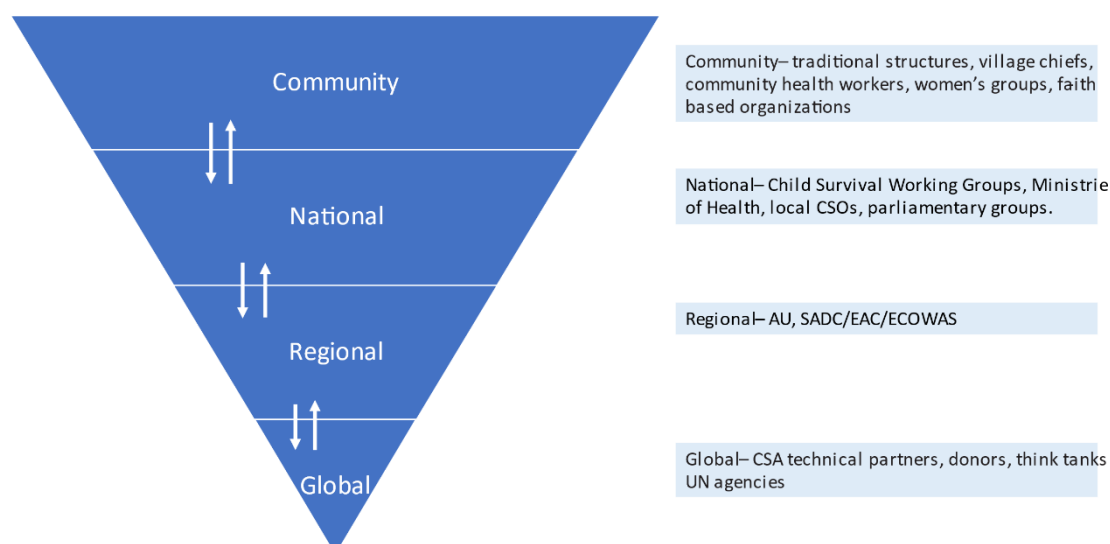 Community
National
Regional
Global
Community– traditional structures, village chiefs,
community health workers, women's groups, faith
based organizations
National– Child Survival Working Groups, Ministrie
of Health, local CSOs, parliamentary groups.
Regional– AU, SADC/EAC/ECOWAS
Global– CSA technical partners, donors, think tanks
UN agencies